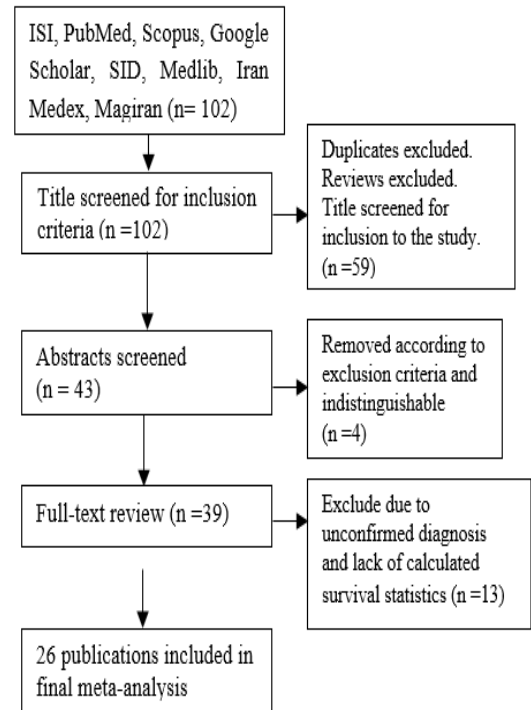 ISI, PubMed, Scopus, Google
Scholar, SID, Medlib, Iran
Medex, Magiran (n= 102)
Title screened for inclusion
criteria (n =102)
Duplicates excluded.
Reviews excluded.
Title screened for
inclusion to the study.
(n =59)
Abstracts screened
(n = 43)
Removed according to
exclusion criteria and
indistinguishable
(n =4)
Full-text review (n =39)
Exclude due to
unconfirmed diagnosis
and lack of calculated
survival statistics (n =13)
26 publications included in
final meta-analysis